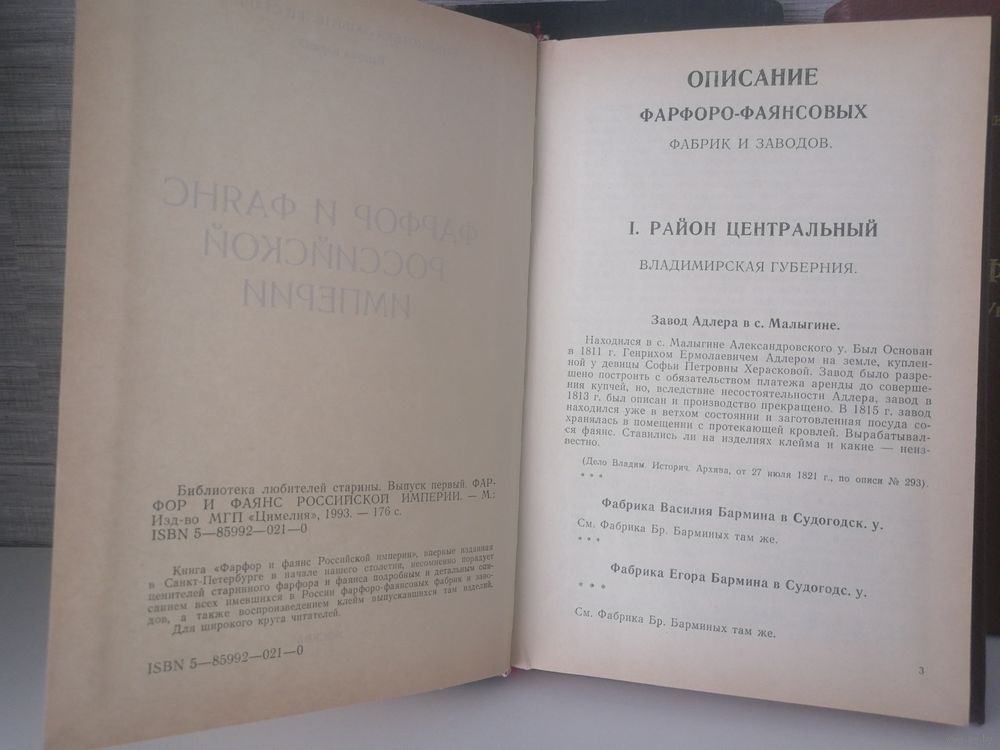 Библиотека любителей старины. Выпуск первый. ФАР-
ФОР И ФАЯНС РОССИЙСКОЙ ИМПЕРИИ. — М.:
Изд-во МГП «Цимелия», 1993. — 176 с.
ISBN 5—85992—021—0
Книга «Фарфор и фаянс Российской империи», впервые изданная
в Санкт-Петербурге в начале нашего столетия, несомненно порадует
ценителей старинного фарфора и фаянса подробным и детальным опи-
санием всех имевшихся в России фарфоро-фаянсовых фабрик и заво-
дов, а также воспроизведением клейм выпускавшихся там изделий.
Для широкого круга читателей.
ISBN 5—85992—021—0
ФАРФОР И ФАЯНС
РОССИЙСКОЙ
ИМПЕРИИ
ОПИСАНИЕ
ФАРФОРО-ФАЯНСОВЫХ
ФАБРИК И ЗАВОДОВ.
I. РАЙОН ЦЕНТРАЛЬНЫЙ
ВЛАДИМИРСКАЯ ГУБЕРНИЯ.
Завод Адлера в с. Малыгине.
Находился в с. Малыгине Александровского у. Был Основан
в 1811 г. Генрихом Ермолаевичем Адлером на земле, куплен-
ной у девицы Софьи Петровны Херасковой. Завод было разре-
шено построить с обязательством платежа аренды до соверше-
ния купчей, но, вследствие несостоятельности Адлера, завод в
1813 г. был описан и производство прекращено. В 1815 г. завод
находился уже в ветхом состоянии и заготовленная посуда со-
хранялась в помещении с протекающей кровлей. Вырабатывал-
ся фаянс. Ставились ли на изделиях клейма и какие — неиз-
вестно.
(Дело Владим. Историч. Архива, от 27 июля 1821 г., по описи № 293).
* * *
Фабрика Василия Бармина в Судогодск. у.
См. Фабрика Бр. Барминых там же.
* * *
Фабрика Егора Бармина в Судогодс. у.
* * *
См. Фабрика Бр. Барминых там же.
3